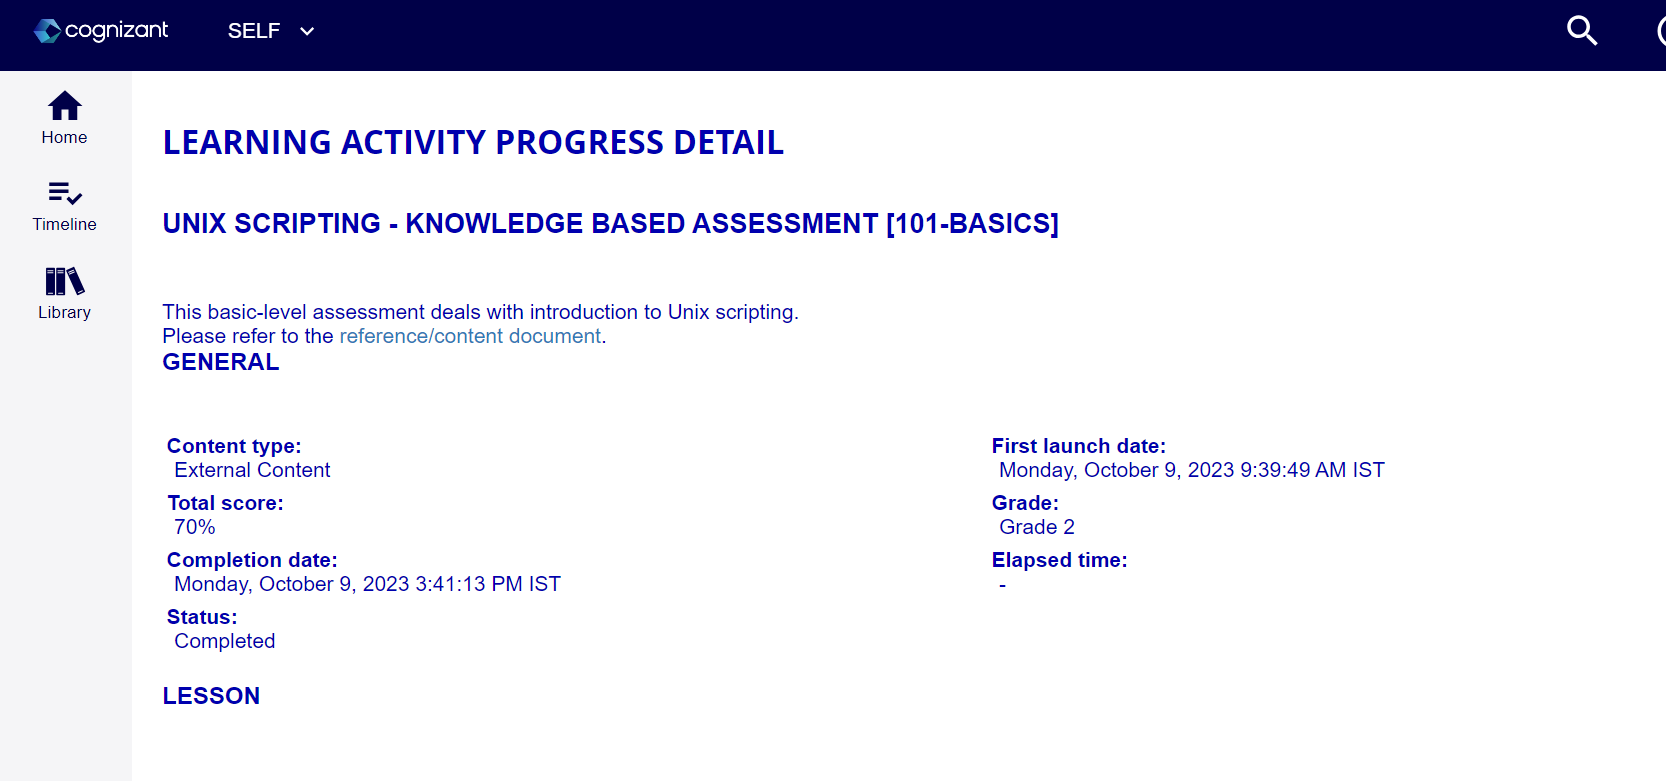 cognizant
SELF
Home
Timeline
Library
LEARNING ACTIVITY PROGRESS DETAIL
UNIX SCRIPTING - KNOWLEDGE BASED ASSESSMENT [101-BASICS]
This basic-level assessment deals with introduction to Unix scripting.
Please refer to the reference/content document.
GENERAL
Content type:
External Content
Total score:
70%
Completion date:
Monday, October 9, 2023 3:41:13 PM IST
Status:
Completed
First launch date:
Monday, October 9, 2023 9:39:49 AM IST
Grade:
Grade 2
Elapsed time:
-
LESSON